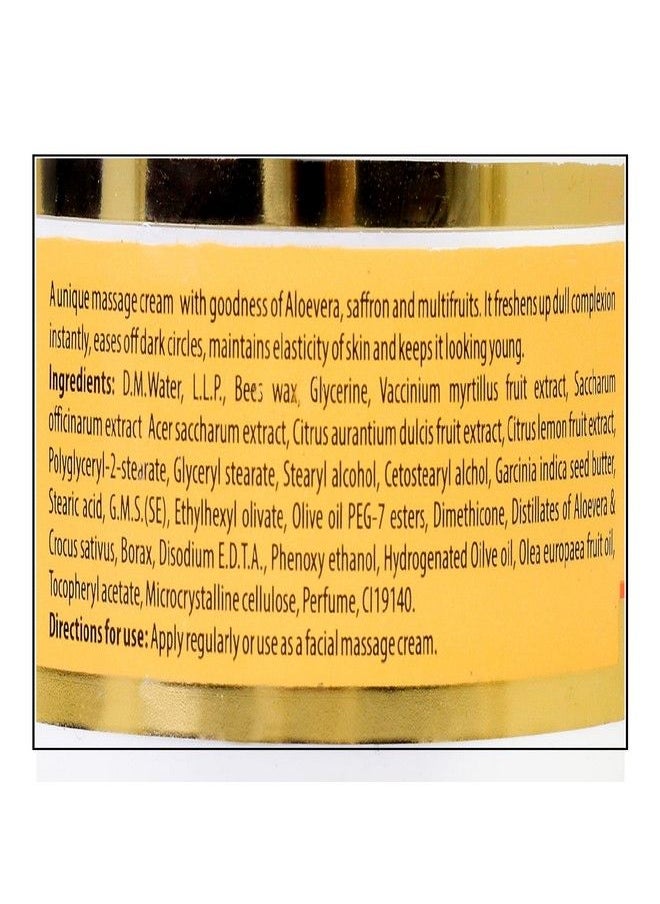 A unique massage cream with goodness of Aloevera, saffron and multifruits. It freshens up dull complexion
instantly, eases off dark circles, maintains elasticity of skin and keeps it looking young.
Ingredients: D.M.Water, L.L.P., Bees wax, Glycerine, Vaccinium myrtillus fruit extract, Saccharum
officinarum extract Acer saccharum extract, Citrus aurantium dulcis fruit extract, Citrus lemon fruit extract,
Polyglyceryl-2-stearate, Glyceryl stearate, Stearyl alcohol, Cetostearyl alchol, Garcinia indica seed butter,
Stearic acid, G.M.S.(SE), Ethylhexyl olivate, Olive oil PEG-7 esters, Dimethicone, Distillates of Aloevera &
Crocus sativus, Borax, Disodium E.D.T.A., Phenoxy ethanol, Hydrogenated Oilve oil, Olea europaea fruit oil,
Tocopheryl acetate, Microcrystalline cellulose, Perfume, CI19140.
Directions for use: Apply regularly or use as a facial massage cream.